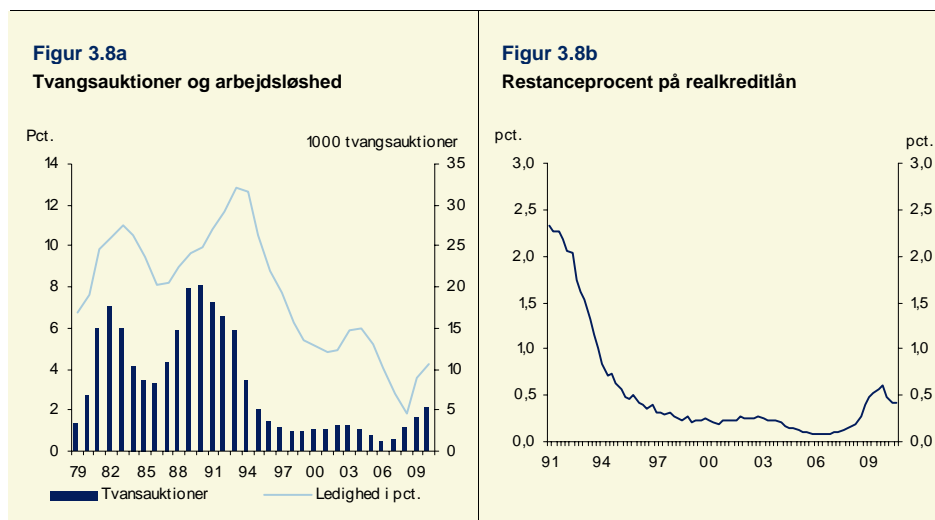 Figur 3.8a
Tvangsauktioner og arbejdsløshed
Pct.
1000 tvangsauktioner
14
12
10
8
6
4
2
0
35
30
25
20
15
10
5
0
79 82 85 88 91 94 97 00 03 06 09
Tvansauktioner
Ledighed i pct.
Figur 3.8b
Restanceprocent på realkreditlån
pct.
pct.
3,0
2,5
2,0
1,5
1,0
0,5
0,0
3,0
2,5
2,0
1,5
1,0
0,5
0,0
91 94 97 00 03 06 09